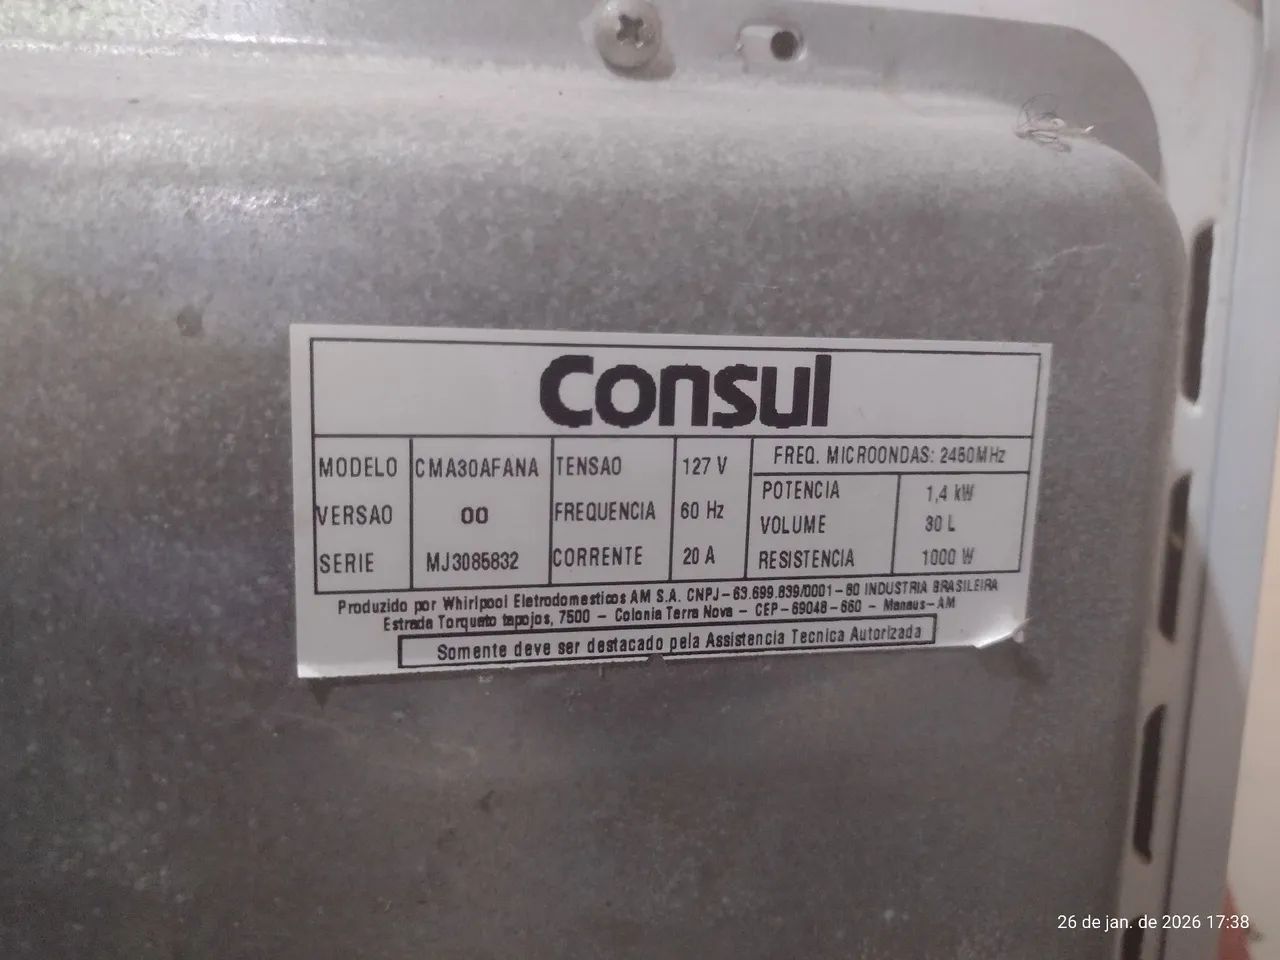 Consul
MODELO CMA30AFANA TENSAO 127 V FREQ. MICROONDAS: 2450MHz
VERSAO 00 FREQUENCIA 60 Hz POTENCIA 1,4 kW
VOLUME 30 L
SERIE MJ3085832 CORRENTE 20 A RESISTENCIA 1000 W
Produzido por Whirlpool Eletrodomesticos AM S.A. CNPJ-63.699.839/0001-80 INDUSTRIA BRASILEIRA
Estrada Torquato tapajos, 7500 - Colonia Terra Nova - CEP-69048-660 - Manaus-AM
Somente deve ser destacado pela Assistencia Tecnica Autorizada
26 de jan. de 2026 17:38